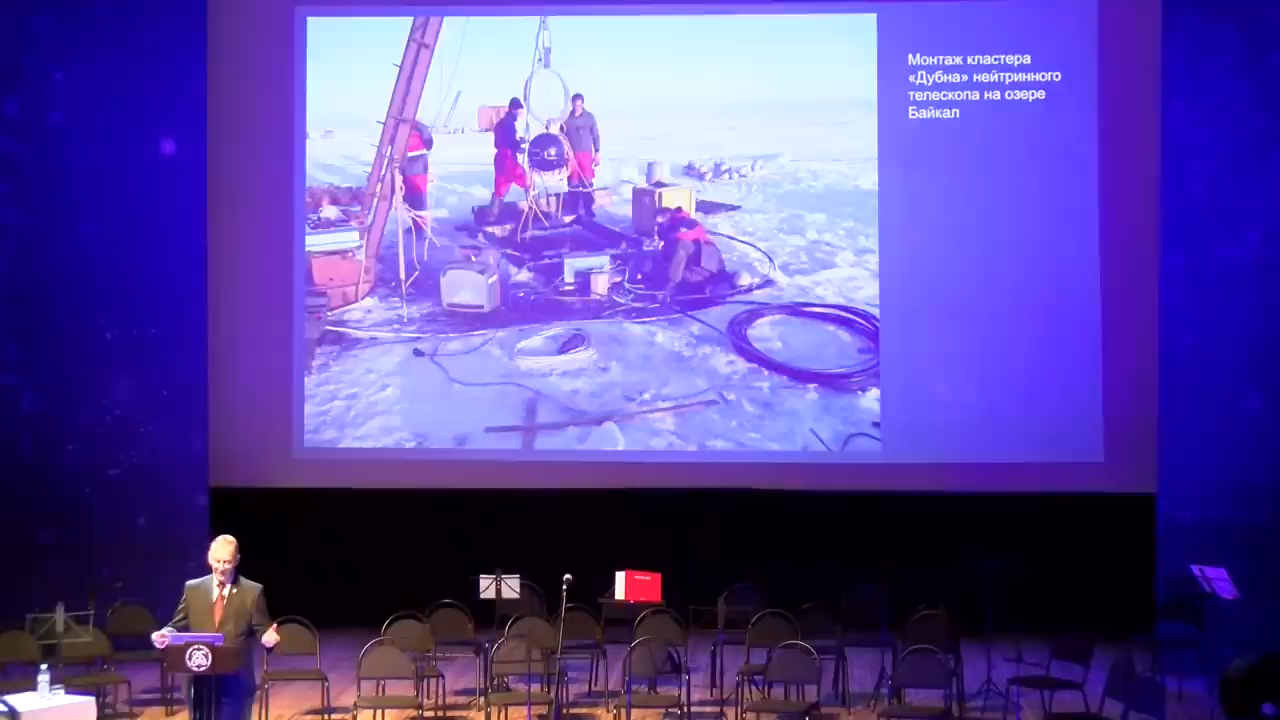 Монтаж кластера
«Дубна» нейтринного
телескопа на озере
Байкал